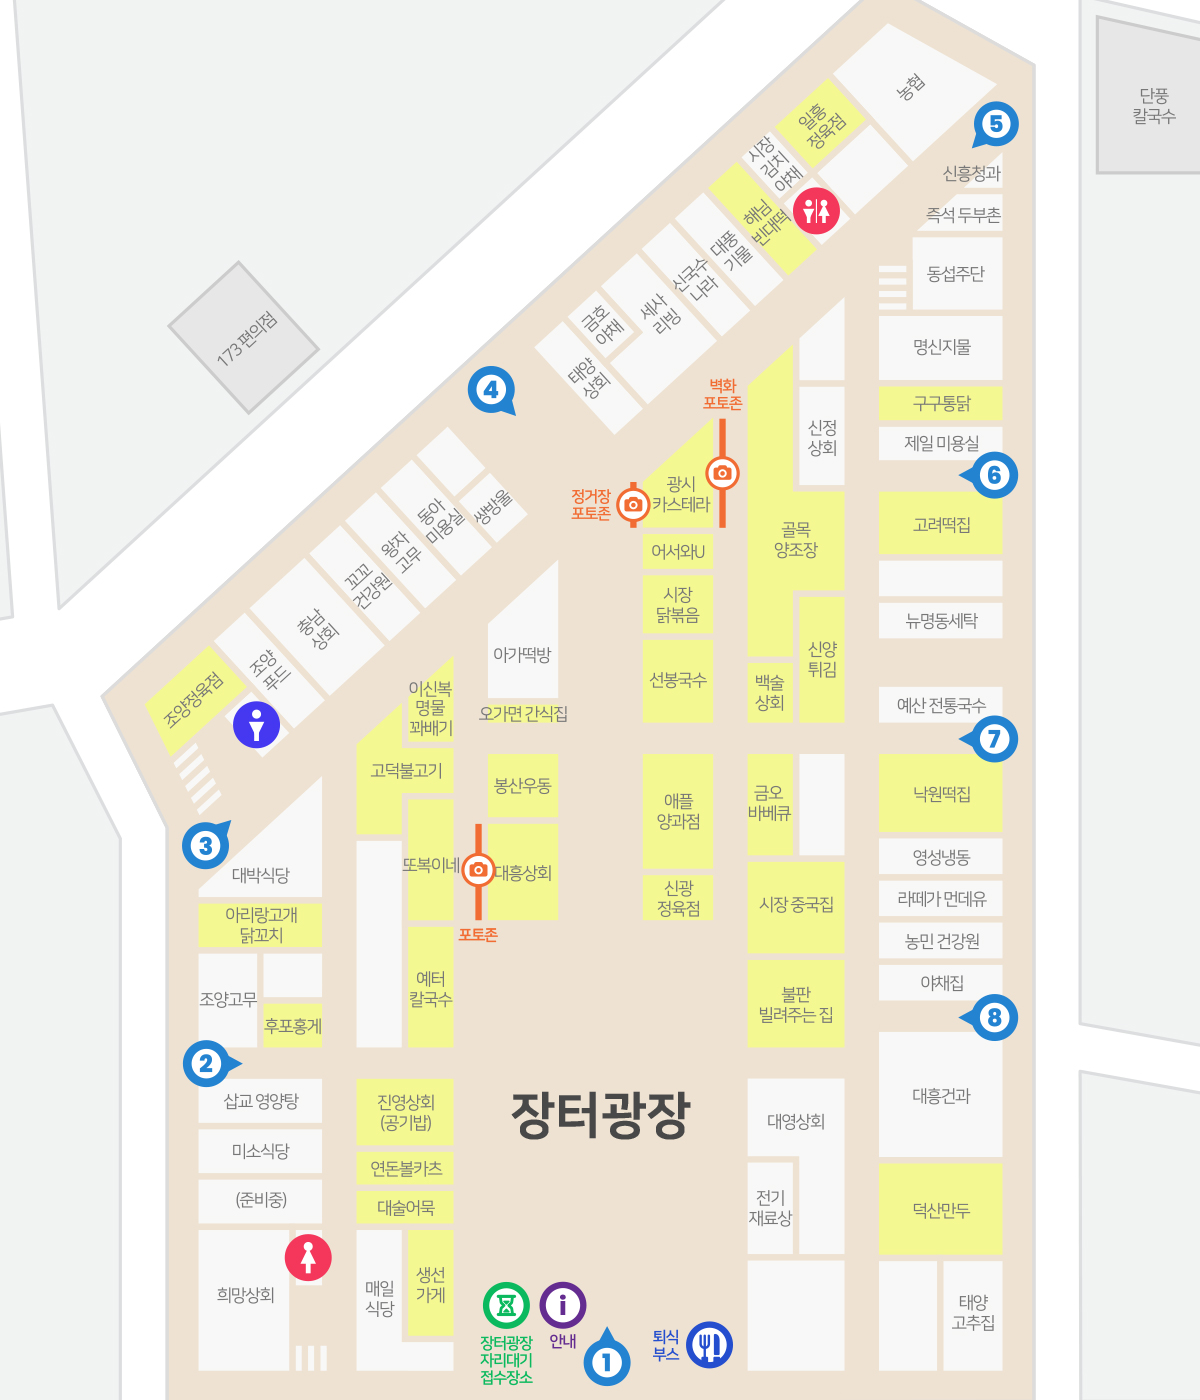 농협
단풍
칼국수
일흥
정육점
5
시장
김치
야채
신흥청과
해님
빈대떡
즉석 두부촌
대풍
기물
동섭주단
신국수
나라
세사
리빙
금호
야채
173 편의점
명신지물
태양
상회
4
벽화
포토존
구구통닭
신정
상회
제일 미용실
6
광시
카스테라
정거장
포토존
쌍방울
동아
미용실
고려떡집
골목
양조장
왕자
고무
어서와U
꼬꼬
건강원
시장
닭볶음
뉴명동세탁
충남
상회
아가떡방
신양
튀김
조양
푸드
선봉국수
백술
상회
조양정육점
이신복
명물
꽈배기
오가면 간식집
예산 전통국수
7
고덕불고기
봉산우동
애플
양과점
금오
바베큐
낙원떡집
3
대박식당
또복이네
대흥상회
영성냉동
신광
정육점
시장 중국집
라떼가 먼데유
아리랑고개
닭꼬치
포토존
농민 건강원
조양고무
예터
칼국수
불판
빌려주는 집
야채집
후포홍게
8
2
삽교 영양탕
진영상회
(공기밥)
장터광장
대영상회
대흥건과
미소식당
연돈볼카츠
(준비중)
대술어묵
전기
재료상
덕산만두
희망상회
매일
식당
생선
가게
태양
고추집
장터광장
자리대기
접수장소
i
안내
1
퇴식
부스